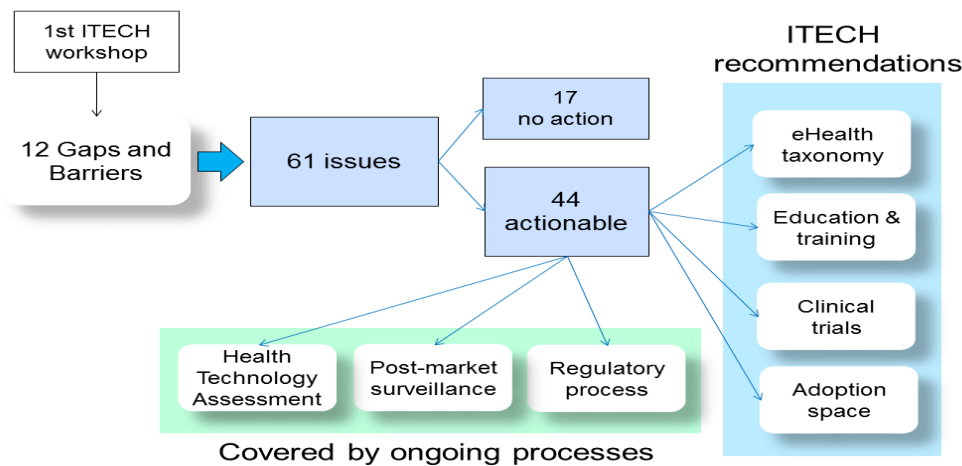 1st ITECH
workshop
12 Gaps and
Barriers
61 issues
17
no action
44
actionable
ITECH
recommendations
eHealth
taxonomy
Education &
training
Clinical
trials
Adoption
space
Health
Technology
Assessment
Post-market
surveillance
Regulatory
process
Covered by ongoing processes